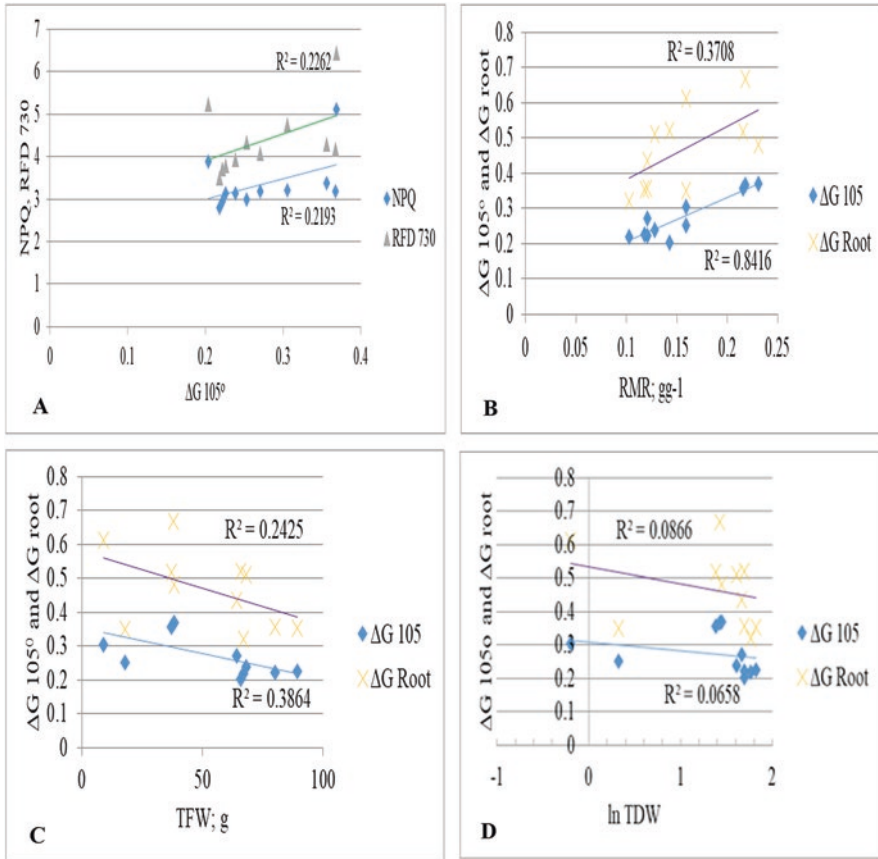 7
6
5
4
3
2
1
0
NPQ, RFD 730
R² = 0.2262
R² = 0.2193
NPQ
RFD 730
0 0.1 0.2 0.3 0.4
ΔG 105º
A
0.8
0.7
0.6
0.5
0.4
0.3
0.2
0.1
0
ΔG 105º and ΔG root
R² = 0.3708
R² = 0.8416
ΔG 105
ΔG Root
0 0.05 0.1 0.15 0.2 0.25
RMR; gg-1
B
0.8
0.7
0.6
0.5
0.4
0.3
0.2
0.1
0
ΔG 105º and ΔG root
R² = 0.2425
R² = 0.3864
ΔG 105
ΔG Root
0 50 100
TFW; g
C
0.8
0.7
0.6
0.5
0.4
0.3
0.2
0.1
0
ΔG 105o and ΔG root
R² = 0.0866
R² = 0.0658
ΔG 105
ΔG Root
-1 0 1 2
ln TDW
D